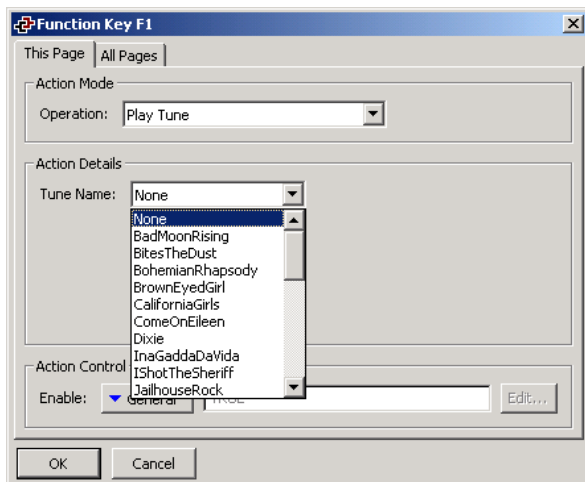 Function Key F1
This Page All Pages
Action Mode
Operation: Play Tune
Action Details
Tune Name: None
None
BadMoonRising
BitesTheDust
BohemianRhapsody
BrownEyedGirl
CaliforniaGirls
ComeOnEileen
Dixie
InaGaddaDaVida
IShotTheSheriff
JailhouseRock
Action Control
Enable: General TRUE Edit...
OK Cancel